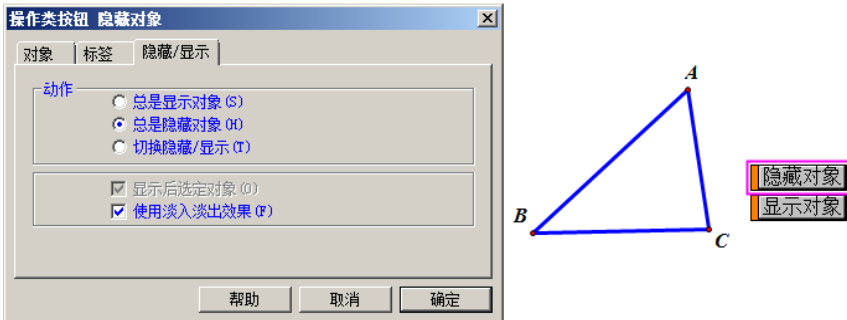 操作类按钮 隐藏对象
对象 标签 隐藏/显示
动作
总是显示对象(S)
总是隐藏对象(H)
切换隐藏/显示(T)
显示后选定对象(O)
使用淡入淡出效果(F)
帮助 取消 确定
A
隐藏对象
显示对象
B
C